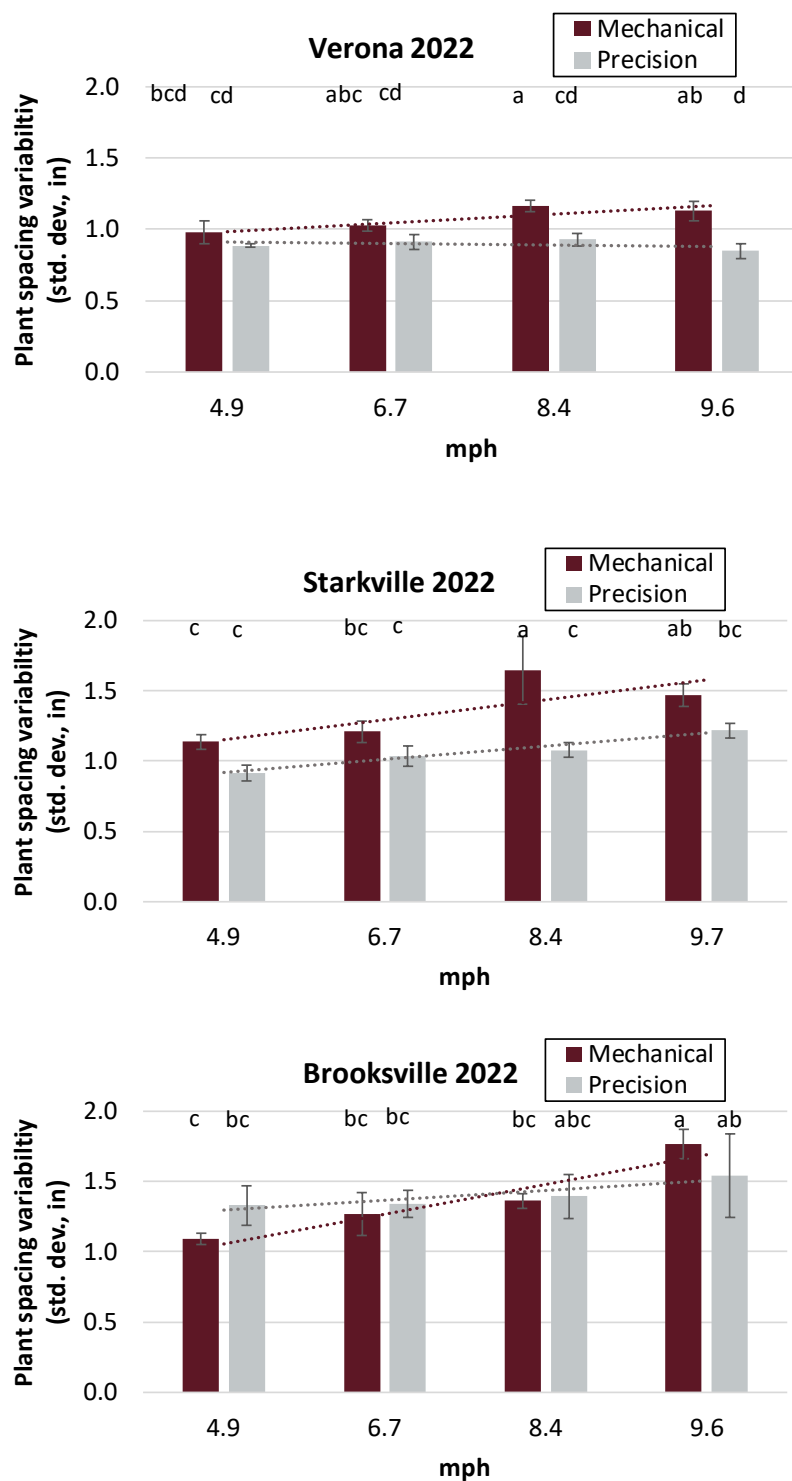 Verona 2022
Mechanical
Precision
Plant spacing variabiltiy
(std. dev., in)
2.0
1.5
1.0
0.5
0.0
bcd cd abc cd a cd ab d
4.9 6.7 8.4 9.6
mph
Starkville 2022
Mechanical
Precision
Plant spacing variabiltiy
(std. dev., in)
2.0
1.5
1.0
0.5
0.0
c c bc c a c ab bc
4.9 6.7 8.4 9.7
mph
Brooksville 2022
Mechanical
Precision
Plant spacing variabiltiy
(std. dev., in)
2.0
1.5
1.0
0.5
0.0
c bc bc bc bc abc a ab
4.9 6.7 8.4 9.6
mph